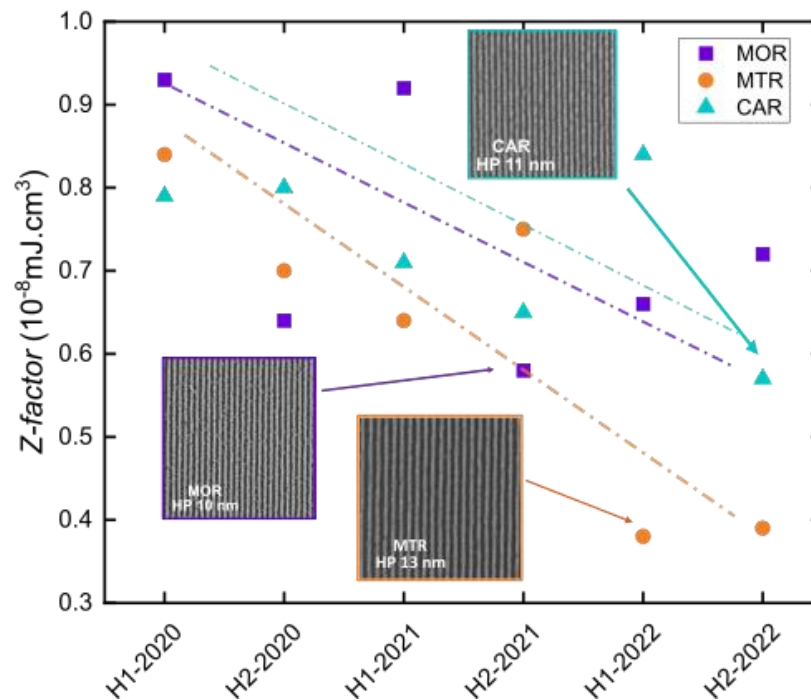 1.0
0.9
0.8
0.7
0.6
0.5
0.4
0.3
Z-factor (10⁻⁸mJ.cm³)
MOR
MTR
CAR
CAR
HP 11 nm
MOR
HP 10 nm
MTR
HP 13 nm
H1-2020
H2-2020
H1-2021
H2-2021
H1-2022
H2-2022